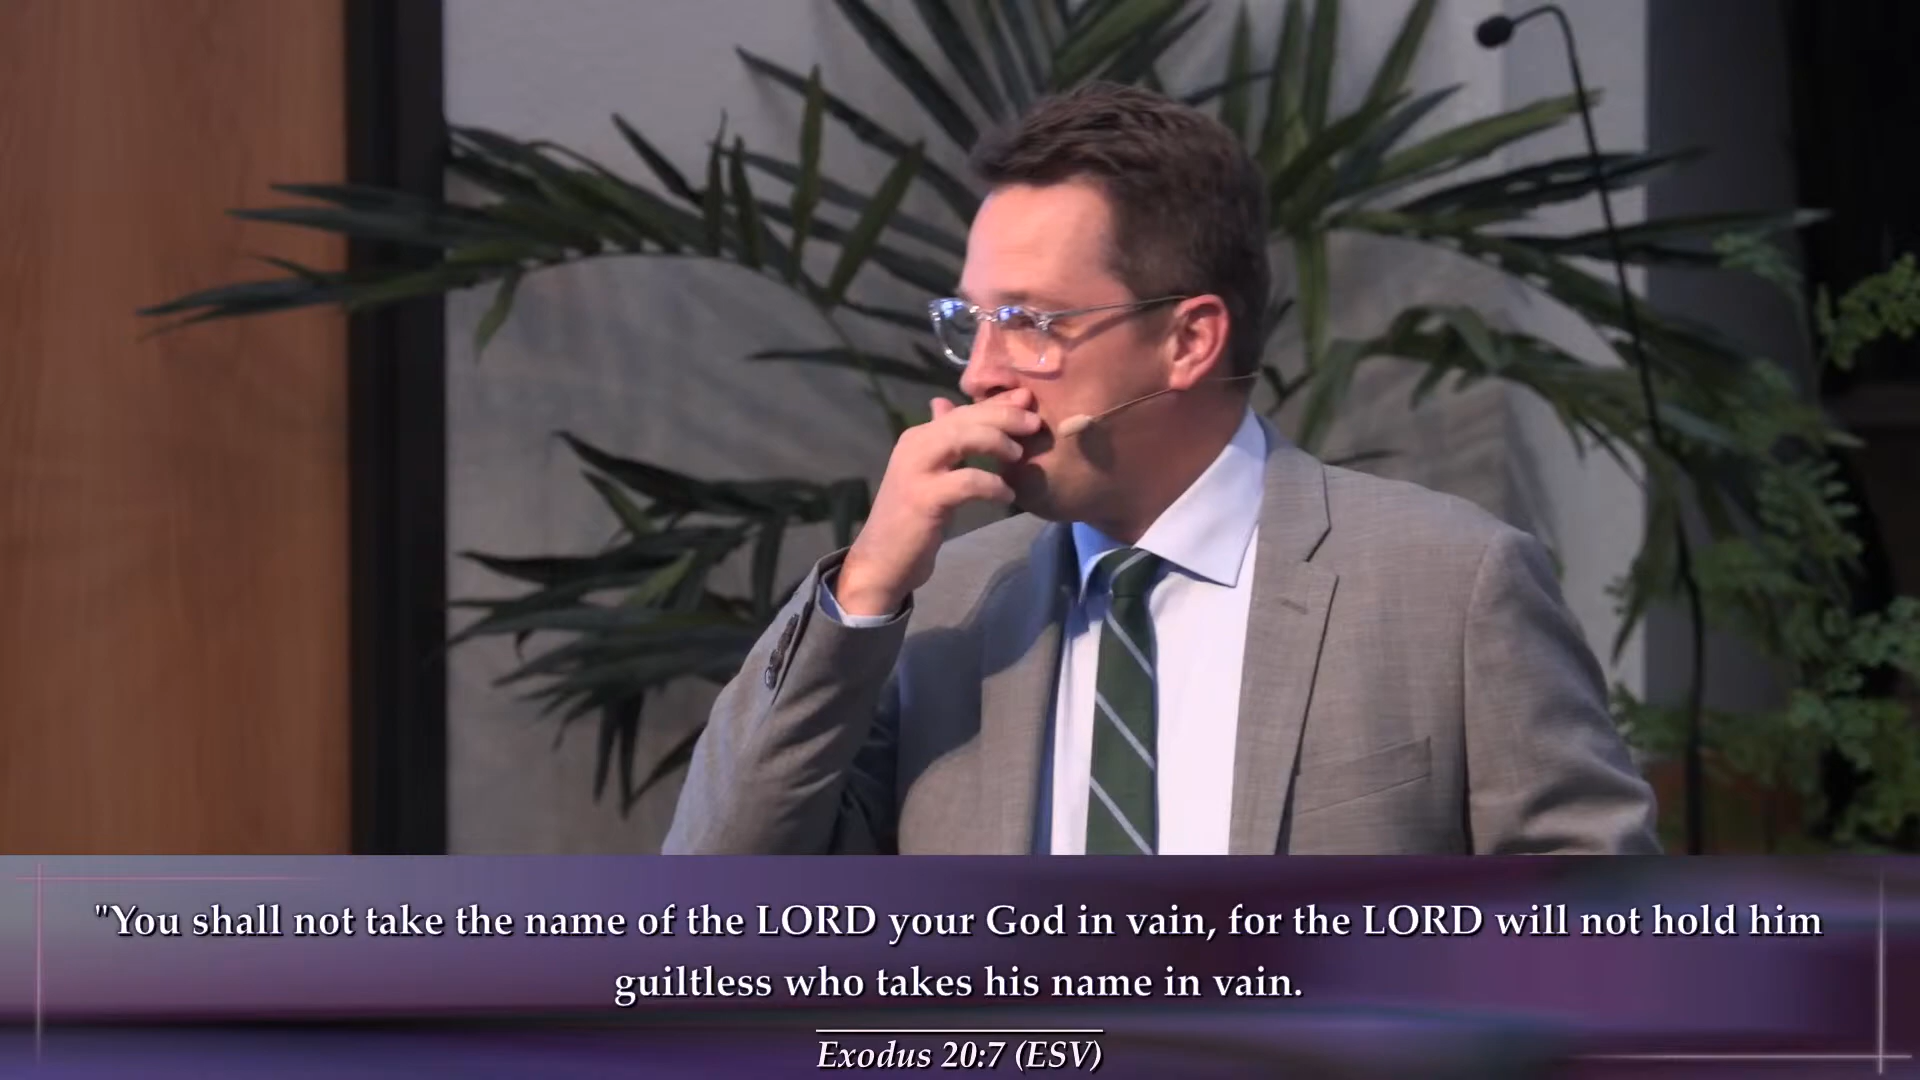 "You shall not take the name of the LORD your God in vain, for the LORD will not hold him
guiltless who takes his name in vain.
Exodus 20:7 (ESV)